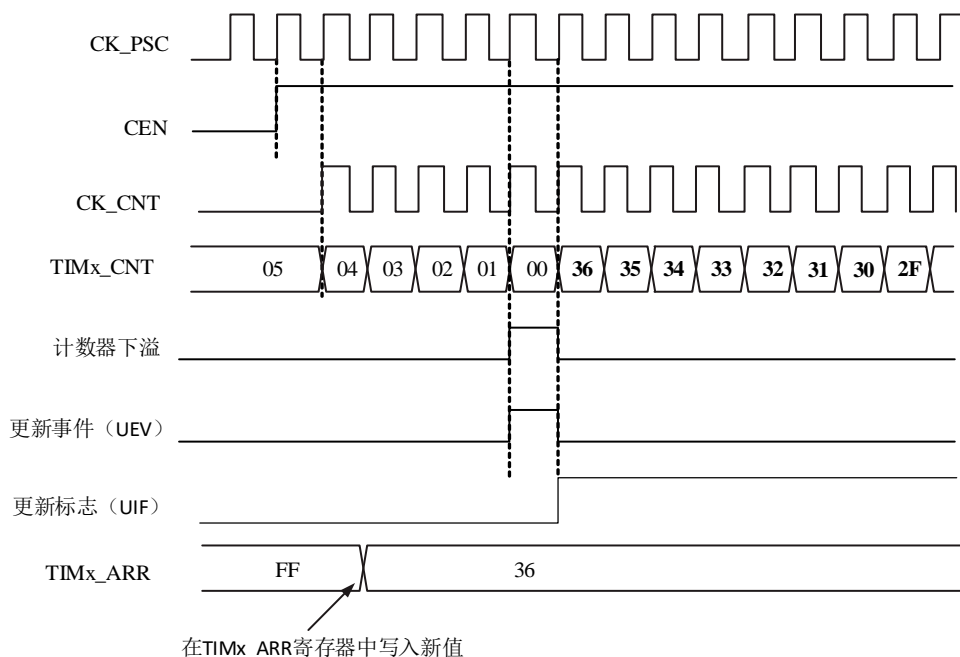 CK_PSC
CEN
CK_CNT
TIMx_CNT 05 04 03 02 01 00 36 35 34 33 32 31 30 2F
计数器下溢
更新事件（UEV）
更新标志（UIF）
TIMx_ARR FF 36
在TIMx_ARR寄存器中写入新值